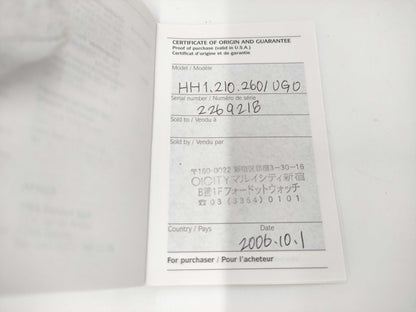 CERTIFICATE OF ORIGIN AND GUARANTEE
Proof of purchase (valid in U.S.A.)
Certificat d'origine et de garantie
Model / Modèle
HH1.210.260/UGO
Serial number / Numéro de série
2269218
Sold to / Vendu à
Sold by / Vendu par
〒160-0022 新宿区新宿3-30-16
OICITY マルイシティ新宿
B館1Fフォードットウォッチ
☎ 03 (3354) 0101
Country / Pays
Date
2006.10.1
For purchaser / Pour l'acheteur